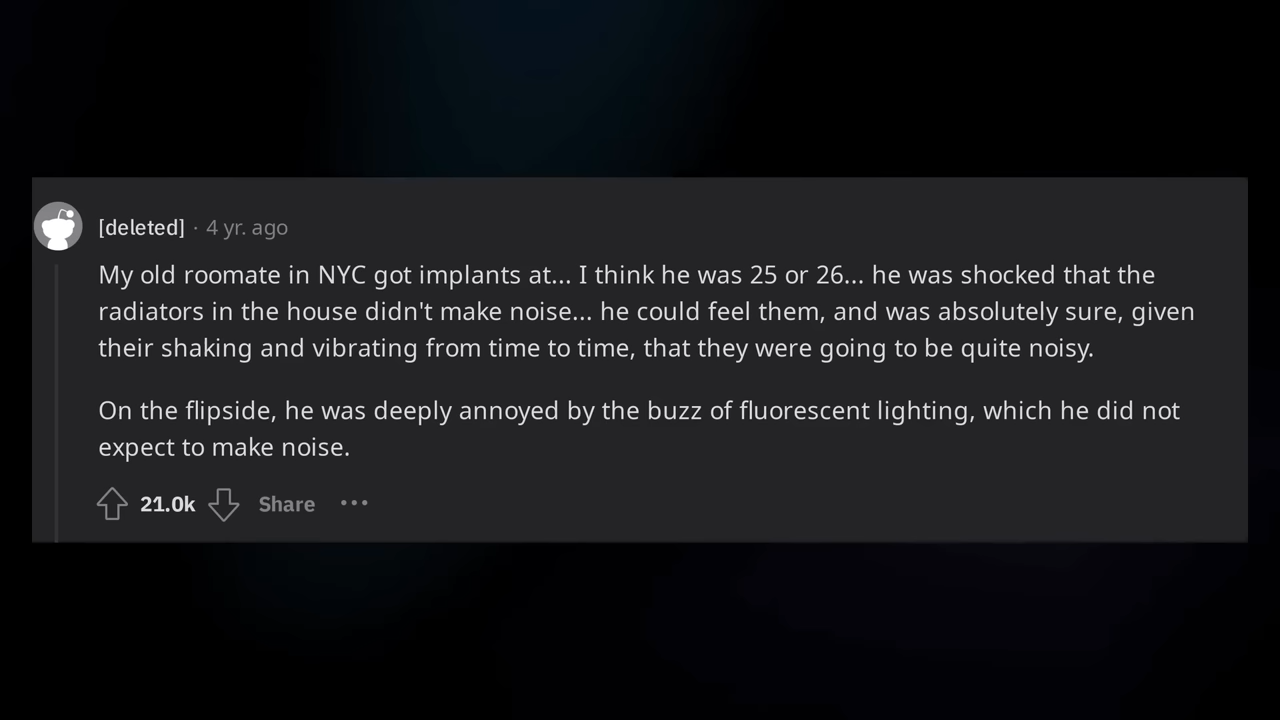 [deleted] · 4 yr. ago
My old roomate in NYC got implants at... I think he was 25 or 26... he was shocked that the
radiators in the house didn't make noise... he could feel them, and was absolutely sure, given
their shaking and vibrating from time to time, that they were going to be quite noisy.
On the flipside, he was deeply annoyed by the buzz of fluorescent lighting, which he did not
expect to make noise.
21.0k Share ···